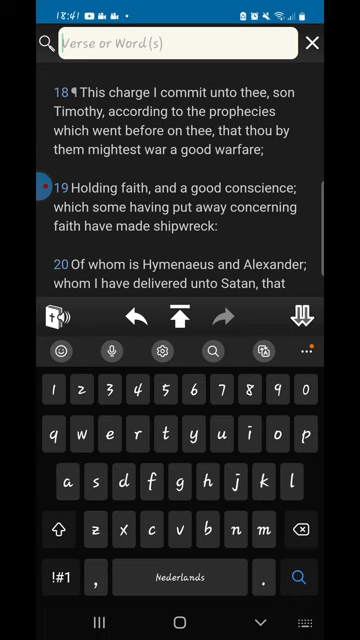 18:41
Verse or Word(s)
18 ¶ This charge I commit unto thee, son
Timothy, according to the prophecies
which went before on thee, that thou by
them mightest war a good warfare;
19 Holding faith, and a good conscience;
which some having put away concerning
faith have made shipwreck:
20 Of whom is Hymenaeus and Alexander;
whom I have delivered unto Satan, that
1 2 3 4 5 6 7 8 9 0
q w e r t y u i o p
a s d f g h j k l
z x c v b n m
!#1 , Nederlands .